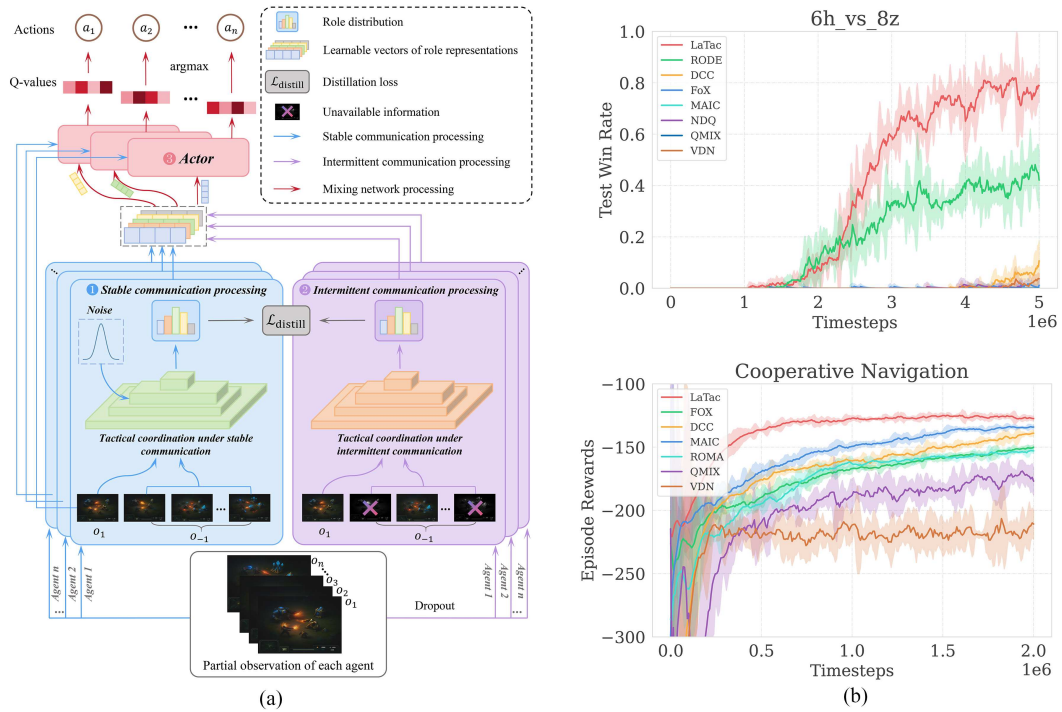 Actions
a1 a2 ... an
Q-values
argmax
...
❸ Actor
Role distribution
Learnable vectors of role representations
ℒdistill
Distillation loss
Unavailable information
Stable communication processing
Intermittent communication processing
Mixing network processing
...
❶ Stable communication processing
Noise
ℒdistill
Tactical coordination under stable
communication
...
o1
o-1
...
❷ Intermittent communication processing
Tactical coordination under
intermittent communication
...
o1
o-1
Agent n
Agent 2
Agent 1
...
Agent 1
Agent 2
Agent n
...
Dropout
on
...
o3
o2
o1
Partial observation of each agent
(a)
6h_vs_8z
Test Win Rate
1.0
0.8
0.6
0.4
0.2
0.0
LaTac
RODE
DCC
FoX
MAIC
NDQ
QMIX
VDN
0 1 2 3 4 5
Timesteps
1e6
Cooperative Navigation
Episode Rewards
−100
−150
−200
−250
−300
LaTac
FOX
DCC
MAIC
ROMA
QMIX
VDN
0.0 0.5 1.0 1.5 2.0
Timesteps
1e6
(b)